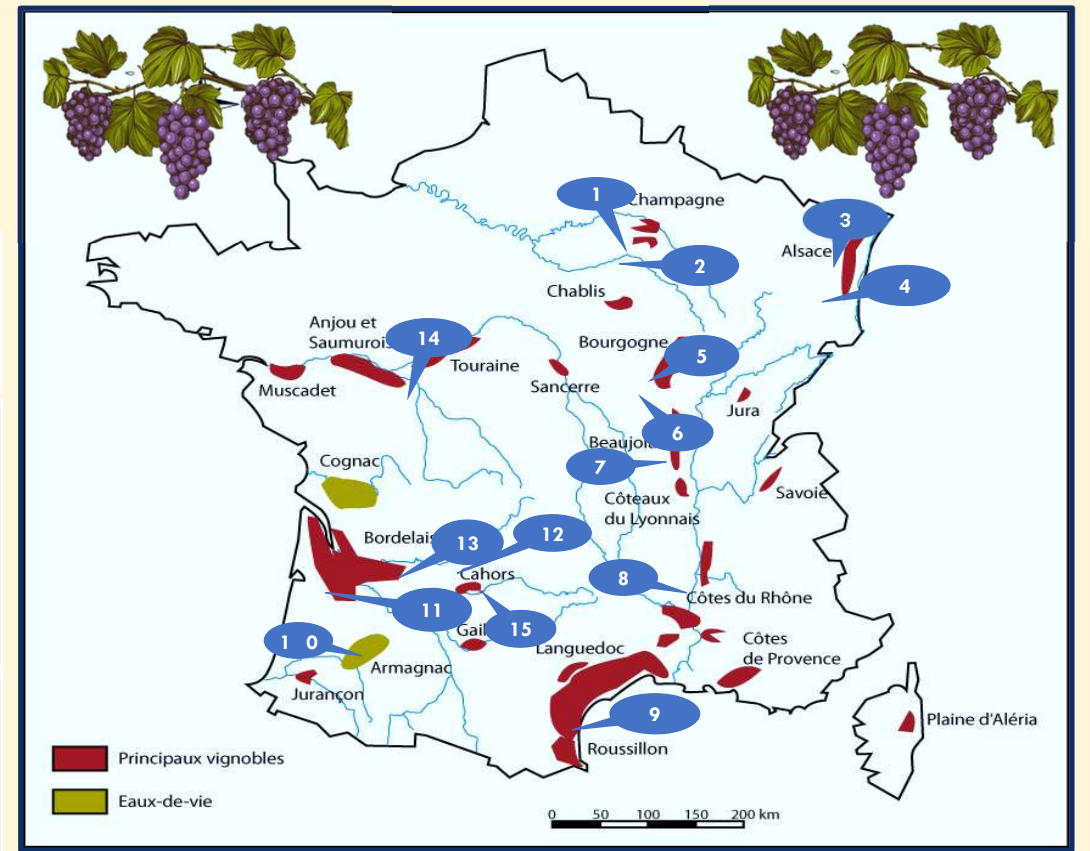 1
Champagne
3
Alsace
2
4
Chablis
Anjou et
Saumurois
14
Bourgogne
5
Touraine
Sancerre
Muscadet
Jura
6
Beaujol
7
Cognac
Savoie
Côteaux
du Lyonnais
Bordelais
13
12
Cahors
8
Côtes du Rhône
11
15
Gail
1 0
Languedoc
Côtes
de Provence
Armagnac
Jurançon
9
Plaine d'Aléria
Roussillon
Principaux vignobles
Eaux-de-vie
0 50 100 150 200 km